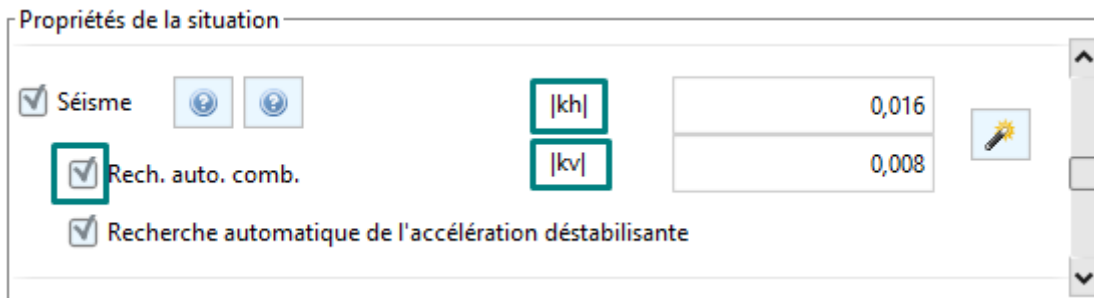 Propriétés de la situation
Séisme |kh| 0,016
|kv| 0,008
Rech. auto. comb.
Recherche automatique de l'accélération déstabilisante